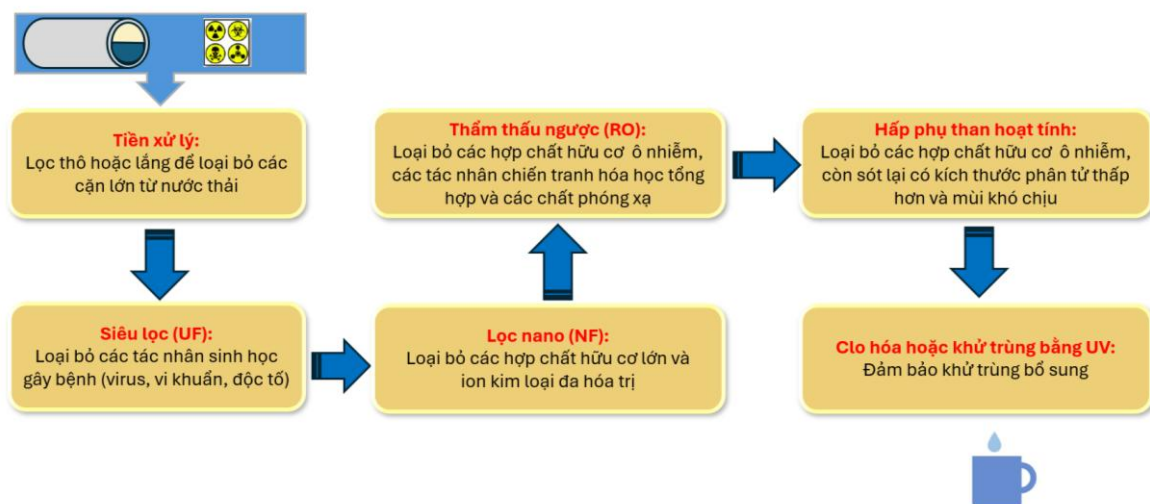 Tiền xử lý:
Lọc thô hoặc lắng để loại bỏ các
cặn lớn từ nước thải
Siêu lọc (UF):
Loại bỏ các tác nhân sinh học
gây bệnh (virus, vi khuẩn, độc tố)
Lọc nano (NF):
Loại bỏ các hợp chất hữu cơ lớn và
ion kim loại đa hóa trị
Thẩm thấu ngược (RO):
Loại bỏ các hợp chất hữu cơ ô nhiễm,
các tác nhân chiến tranh hóa học tổng
hợp và các chất phóng xạ
Hấp phụ than hoạt tính:
Loại bỏ các hợp chất hữu cơ ô nhiễm,
còn sót lại có kích thước phân tử thấp
hơn và mùi khó chịu
Clo hóa hoặc khử trùng bằng UV:
Đảm bảo khử trùng bổ sung